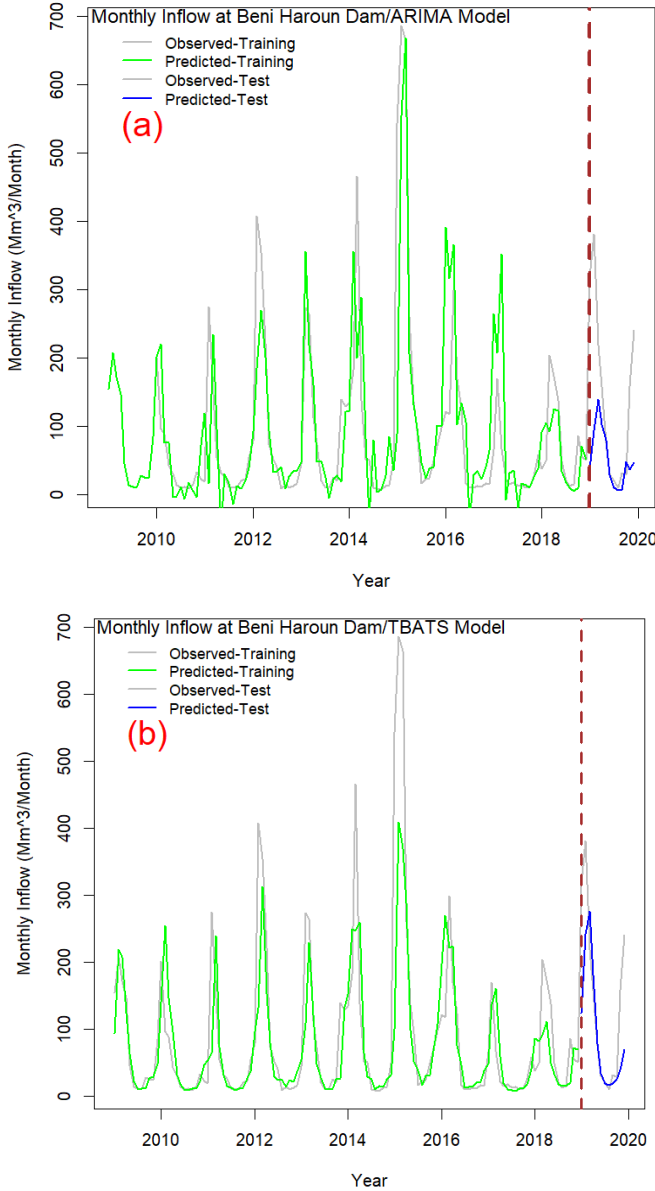 Monthly Inflow at Beni Haroun Dam/ARIMA Model
Observed-Training
Predicted-Training
Observed-Test
Predicted-Test
(a)
Monthly Inflow (Mm^3/Month)
700
600
500
400
300
200
100
0
2010 2012 2014 2016 2018 2020
Year
Monthly Inflow at Beni Haroun Dam/TBATS Model
Observed-Training
Predicted-Training
Observed-Test
Predicted-Test
(b)
Monthly Inflow (Mm^3/Month)
700
600
500
400
300
200
100
0
2010 2012 2014 2016 2018 2020
Year